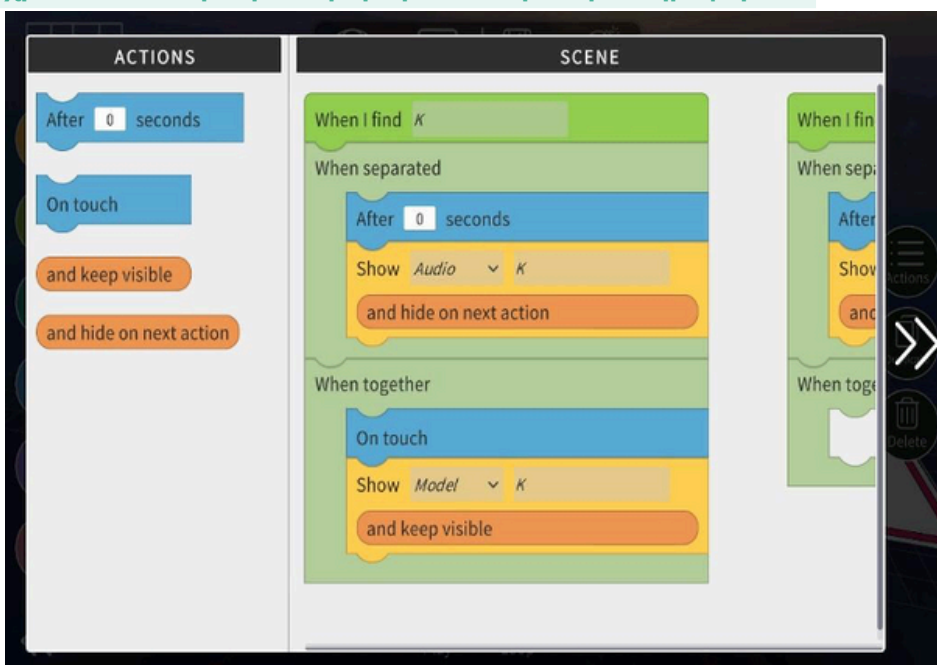 ACTIONS
SCENE
After 0 seconds
On touch
and keep visible
and hide on next action
When I find K
When separated
After 0 seconds
Show Audio K
and hide on next action
When together
On touch
Show Model K
and keep visible
When I fin
When sepa
After
Show
and
When toge
Actions
Delete